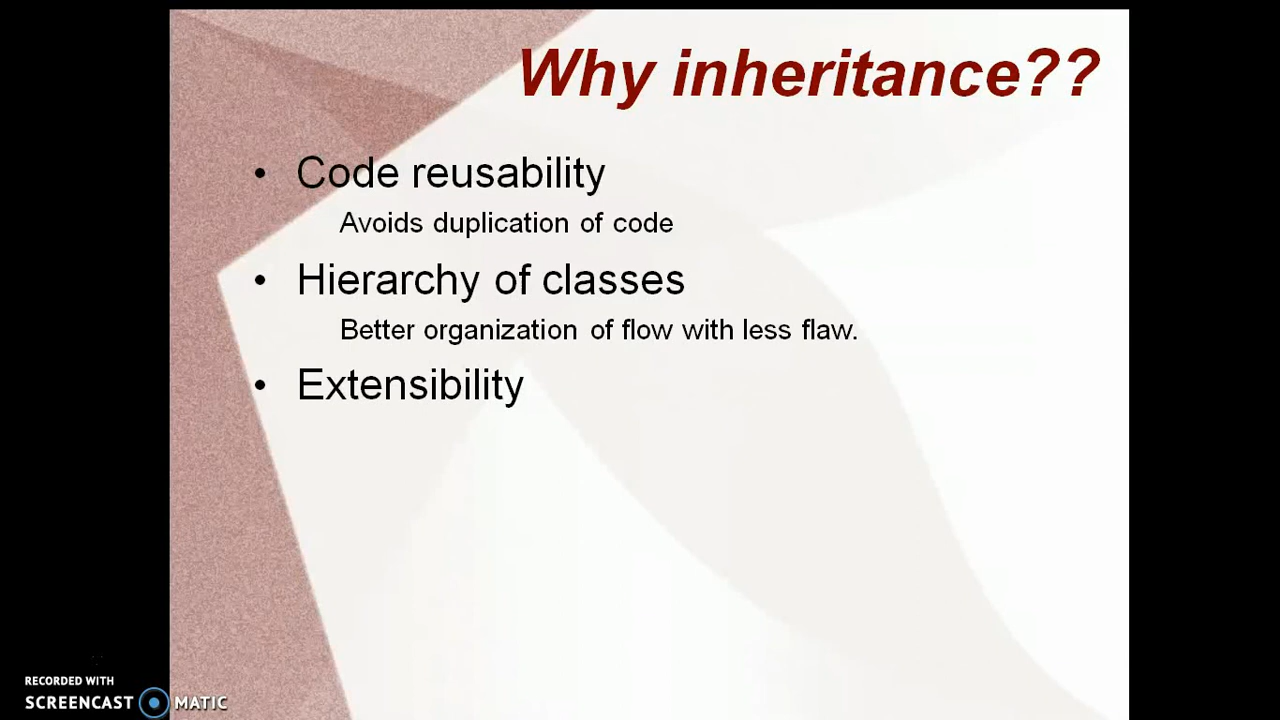 Why inheritance??
• Code reusability
Avoids duplication of code
• Hierarchy of classes
Better organization of flow with less flaw.
• Extensibility
RECORDED WITH
SCREENCAST MATIC